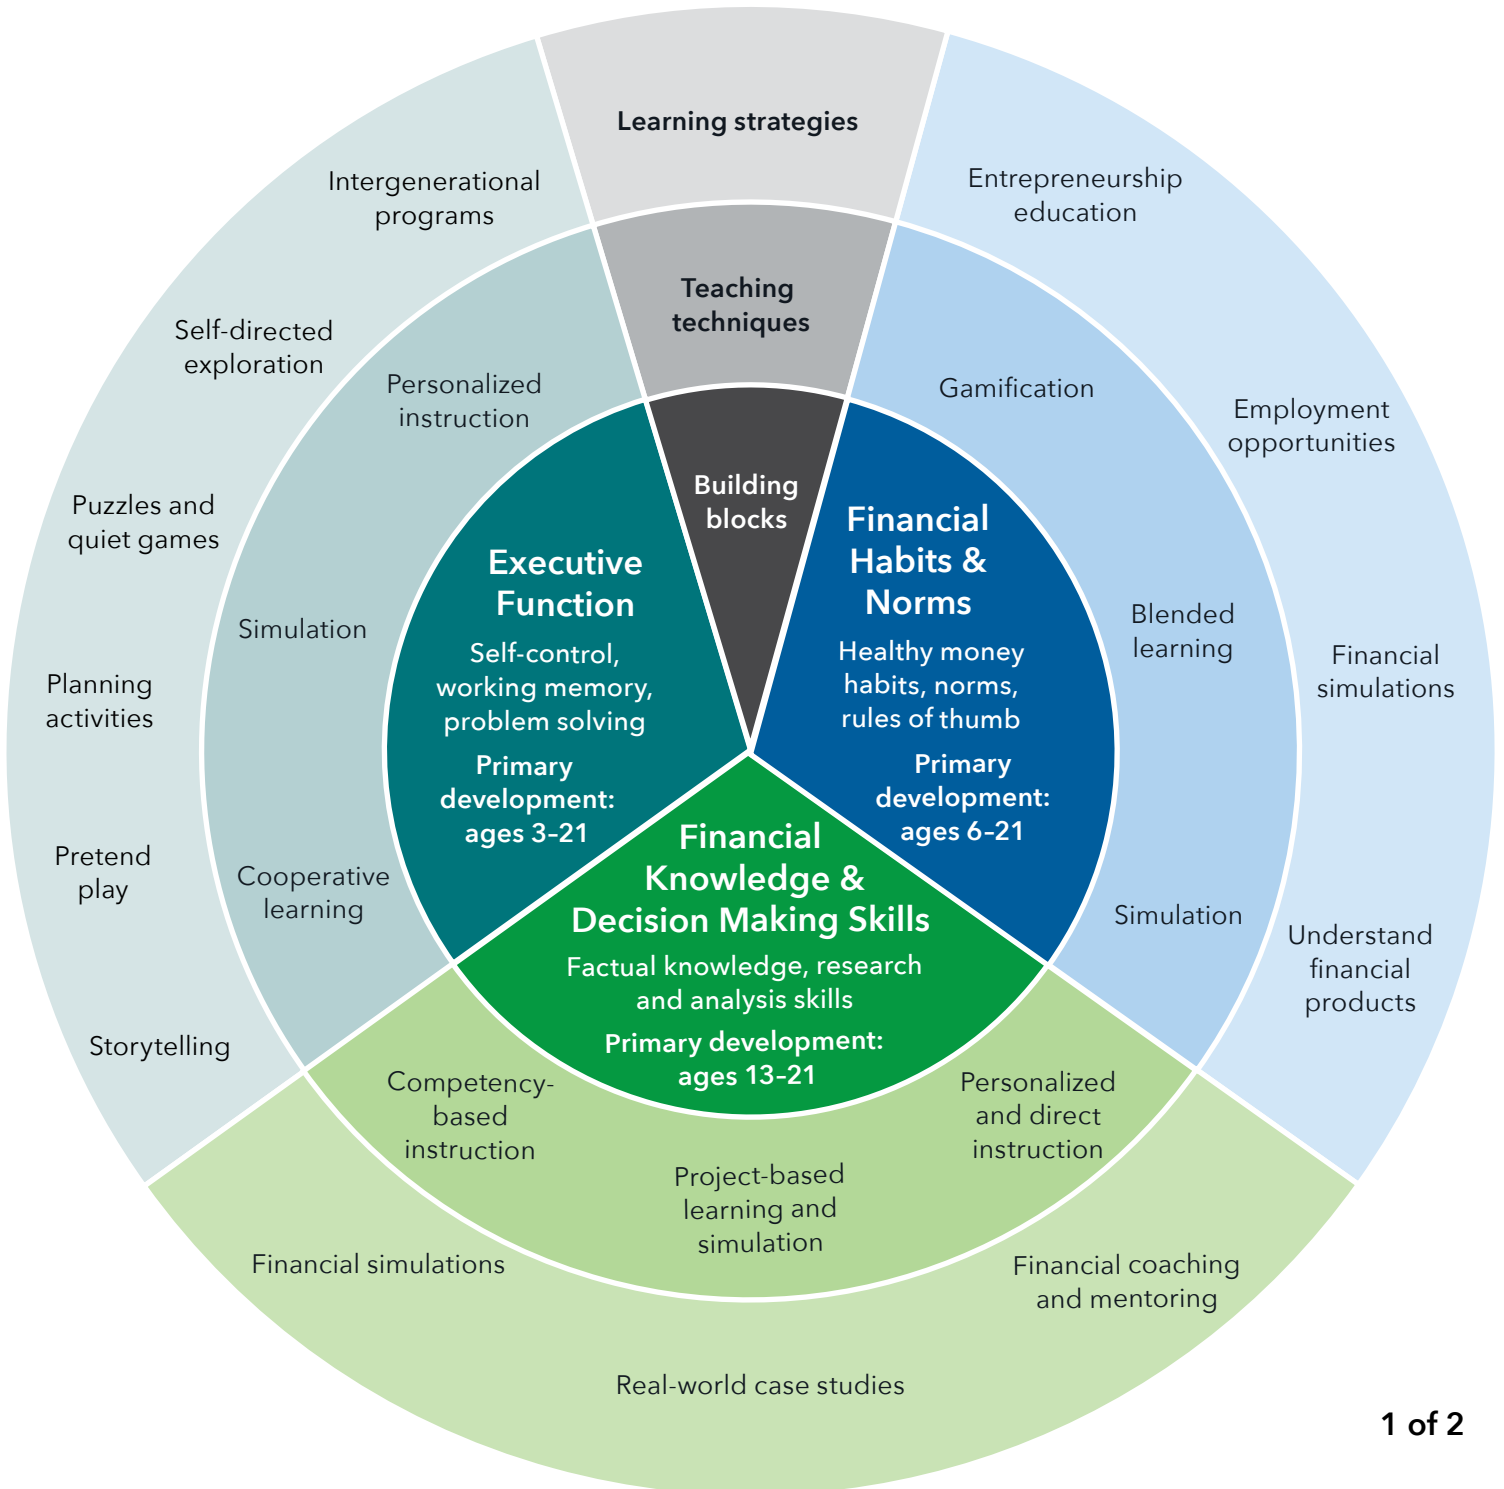 Learning strategies
Teaching
techniques
Building
blocks
Executive
Function
Self-control,
working memory,
problem solving
Primary
development:
ages 3–21
Personalized
instruction
Simulation
Cooperative
learning
Intergenerational
programs
Self-directed
exploration
Puzzles and
quiet games
Planning
activities
Pretend
play
Storytelling
Financial
Habits &
Norms
Healthy money
habits, norms,
rules of thumb
Primary
development:
ages 6–21
Gamification
Blended
learning
Simulation
Entrepreneurship
education
Employment
opportunities
Financial
simulations
Understand
financial
products
Financial
Knowledge &
Decision Making Skills
Factual knowledge, research
and analysis skills
Primary development:
ages 13–21
Competency-
based
instruction
Project-based
learning and
simulation
Personalized
and direct
instruction
Financial simulations
Real-world case studies
Financial coaching
and mentoring
1 of 2